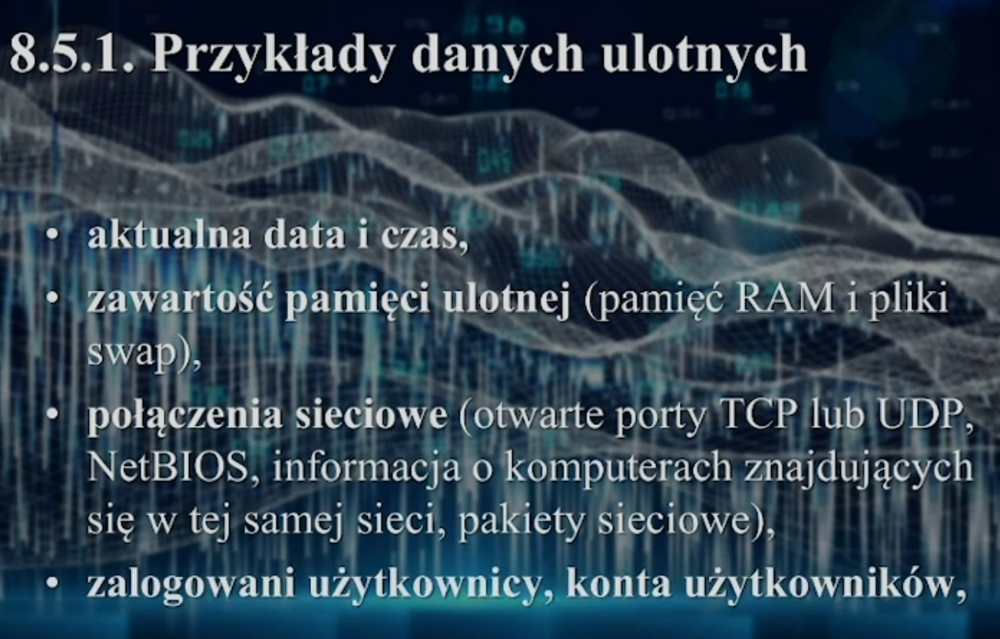 8.5.1. Przykłady danych ulotnych
• aktualna data i czas,
• zawartość pamięci ulotnej (pamięć RAM i pliki
swap),
• połączenia sieciowe (otwarte porty TCP lub UDP,
NetBIOS, informacja o komputerach znajdujących
się w tej samej sieci, pakiety sieciowe),
• zalogowani użytkownicy, konta użytkowników,